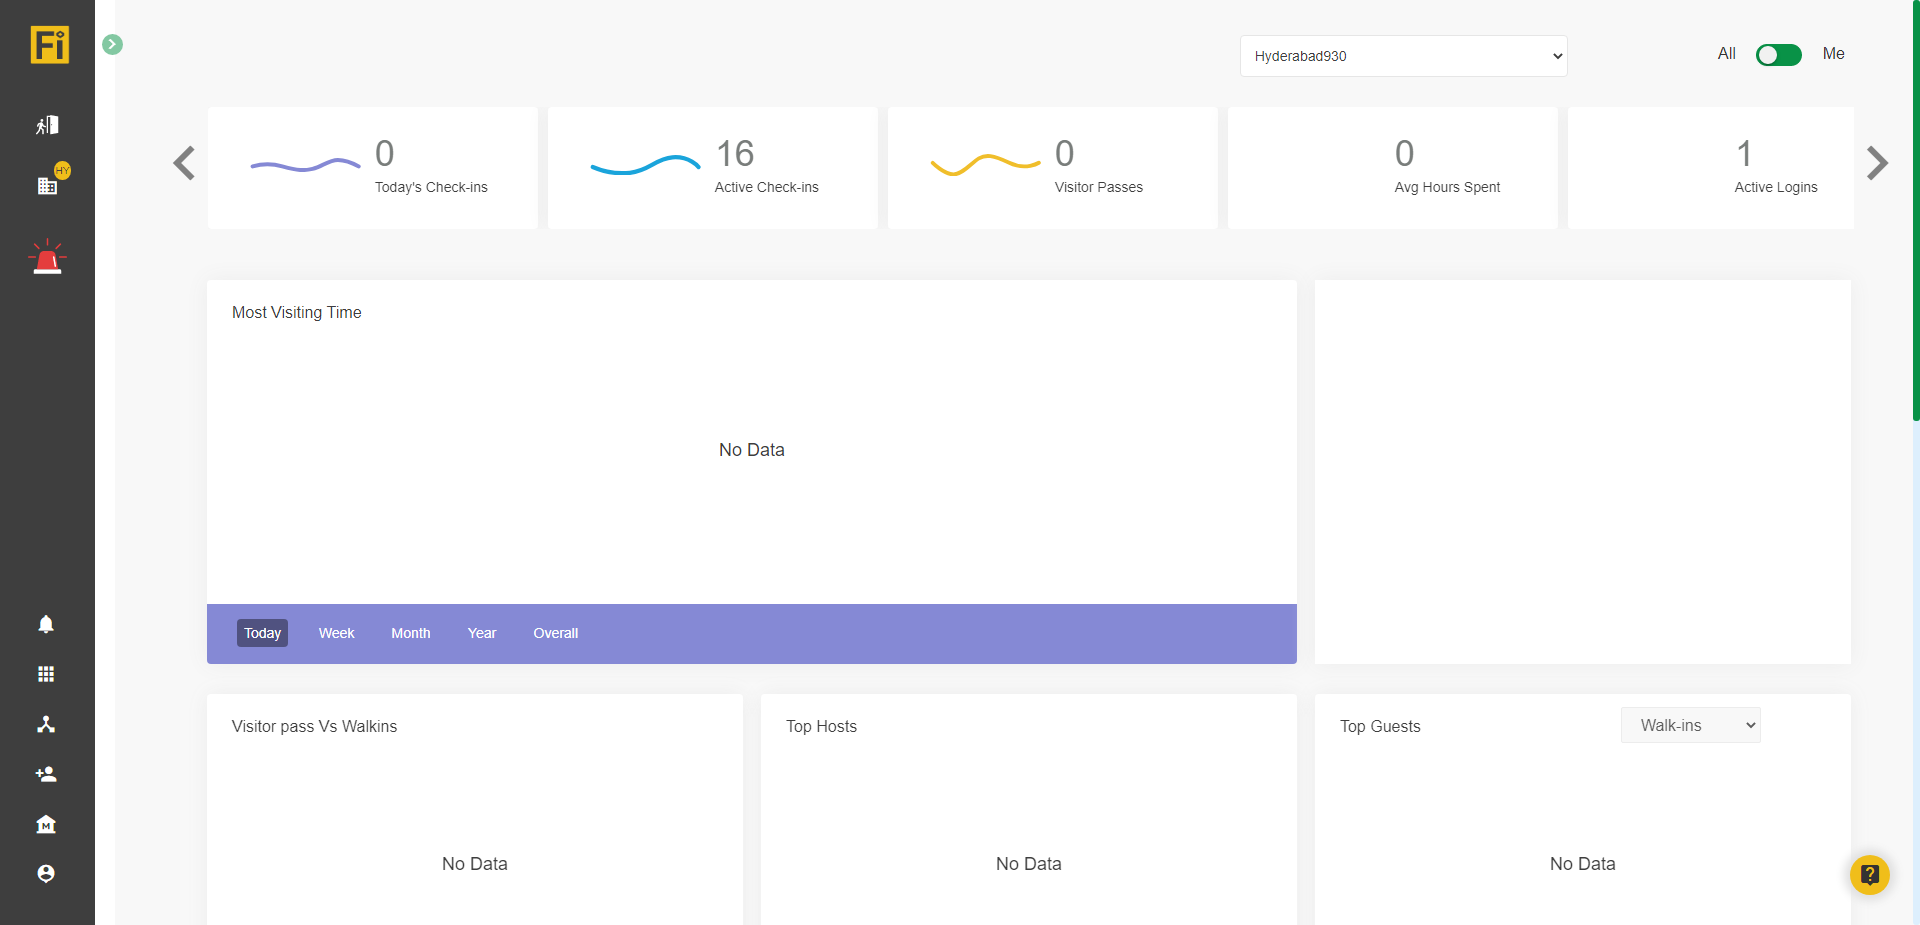 Fi
HY
Hyderabad930
All
Me
0
Today's Check-ins
16
Active Check-ins
0
Visitor Passes
0
Avg Hours Spent
1
Active Logins
Most Visiting Time
No Data
Today
Week
Month
Year
Overall
Visitor pass Vs Walkins
No Data
Top Hosts
No Data
Top Guests
Walk-ins
No Data
M
?